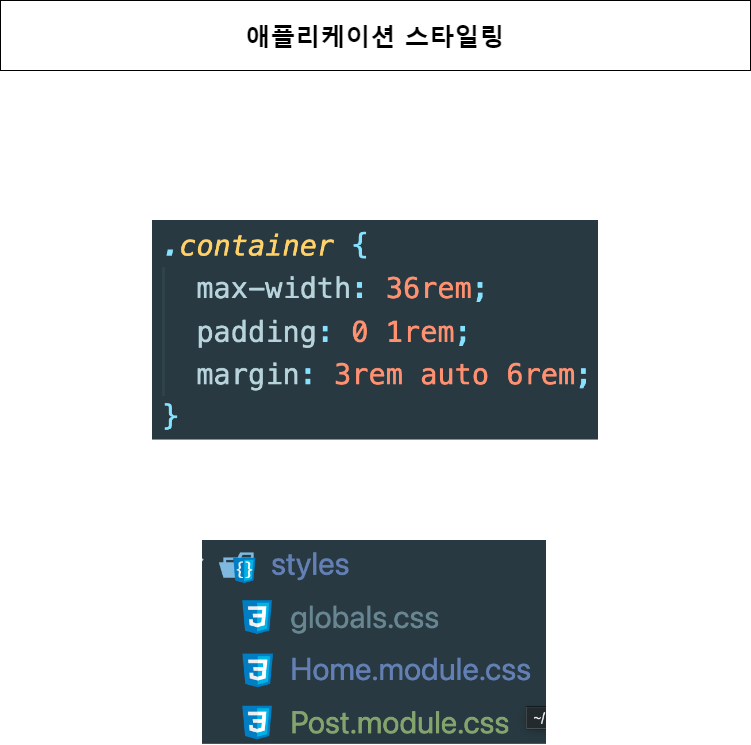 애플리케이션 스타일링
.container {
max-width: 36rem;
padding: 0 1rem;
margin: 3rem auto 6rem;
}
styles
globals.css
Home.module.css
Post.module.css
~/